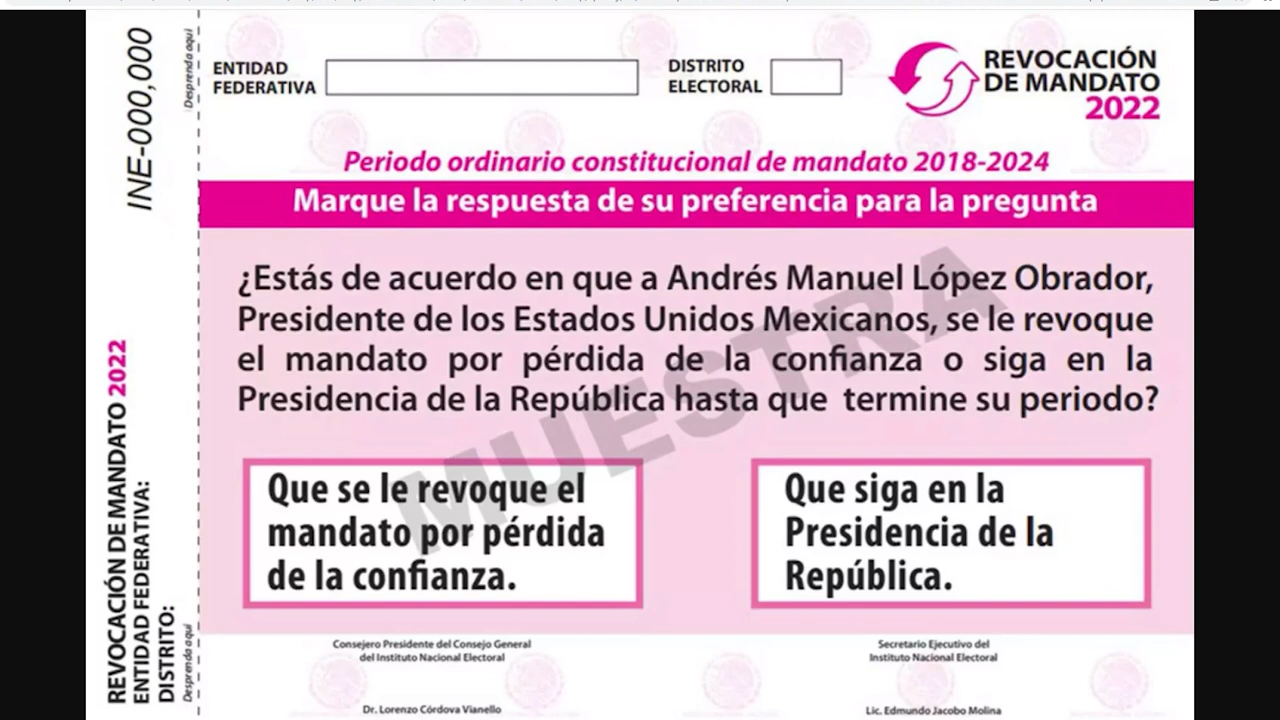 INE-000,000
Desprenda aquí
REVOCACIÓN DE MANDATO 2022
ENTIDAD FEDERATIVA:
DISTRITO:
Desprenda aquí
ENTIDAD
FEDERATIVA
DISTRITO
ELECTORAL
REVOCACIÓN
DE MANDATO
2022
Periodo ordinario constitucional de mandato 2018-2024
Marque la respuesta de su preferencia para la pregunta
¿Estás de acuerdo en que a Andrés Manuel López Obrador,
Presidente de los Estados Unidos Mexicanos, se le revoque
el mandato por pérdida de la confianza o siga en la
Presidencia de la República hasta que termine su periodo?
MUESTRA
Que se le revoque el
mandato por pérdida
de la confianza.
Que siga en la
Presidencia de la
República.
Consejero Presidente del Consejo General
del Instituto Nacional Electoral
Dr. Lorenzo Córdova Vianello
Secretario Ejecutivo del
Instituto Nacional Electoral
Lic. Edmundo Jacobo Molina